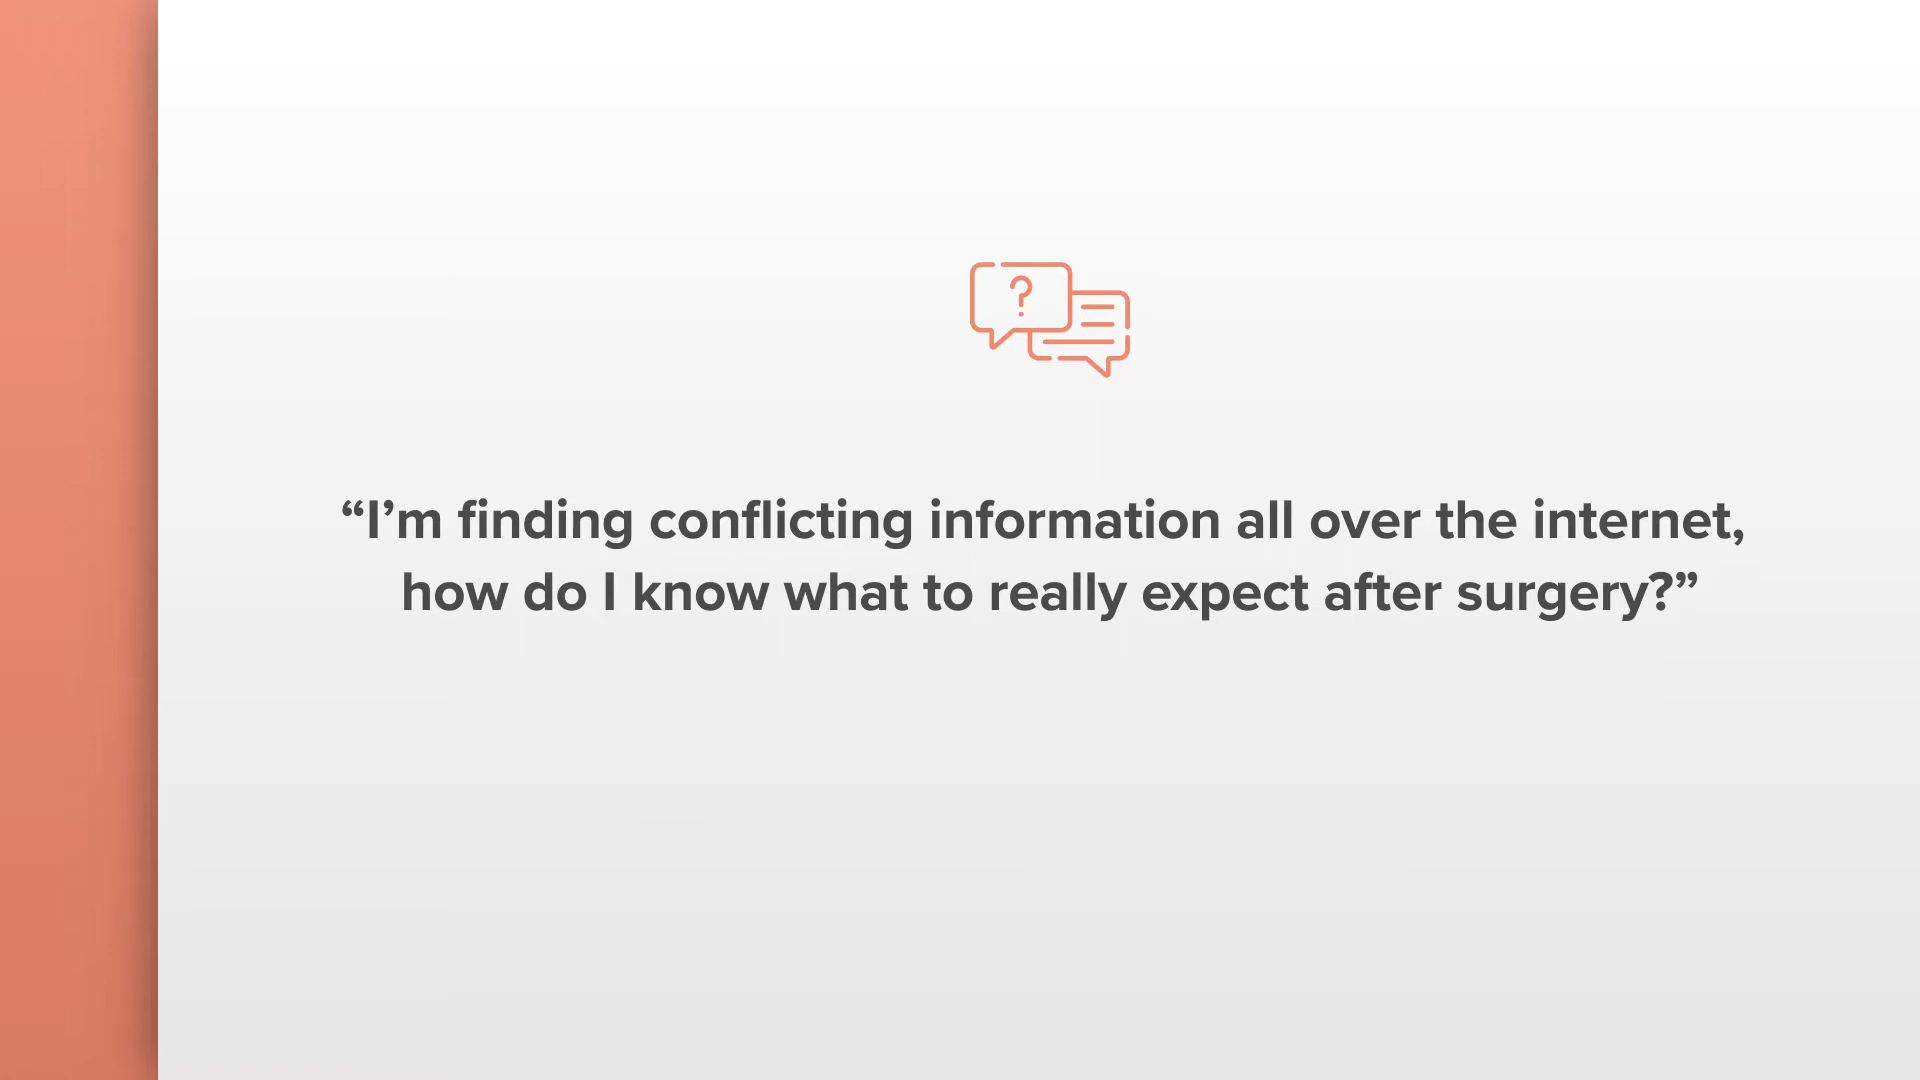 “I’m finding conflicting information all over the internet,
how do I know what to really expect after surgery?”